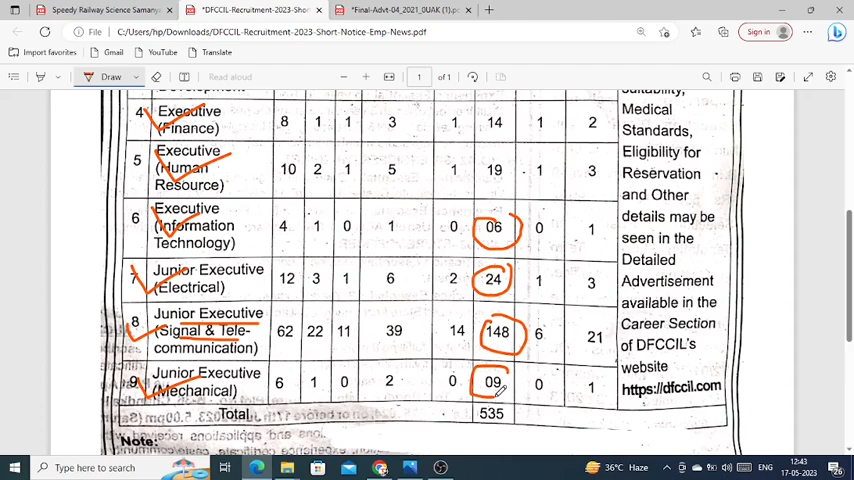 Speedy Railway Science Samanya
*DFCCIL-Recruitment-2023-Short-
*Final-Advt-04_2021_0UAK (1).pd
File
C:/Users/hp/Downloads/DFCCIL-Recruitment-2023-Short-Notice-Emp-News.pdf
Import favorites
Gmail
YouTube
Translate
Draw
Read aloud
1
of 1
suitability,
Medical
Standards,
Eligibility for
Reservation
and Other
details may be
seen in the
Detailed
Advertisement
available in the
Career Section
of DFCCIL's
website
https://dfccil.com
Development
4 Executive (Finance) 8 1 1 3 1 14 1 2
5 Executive (Human Resource) 10 2 1 5 1 19 1 3
6 Executive (Information Technology) 4 1 0 1 0 06 0 1
7 Junior Executive (Electrical) 12 3 1 6 2 24 1 3
8 Junior Executive (Signal & Tele-communication) 62 22 11 39 14 148 6 21
9 Junior Executive (Mechanical) 6 1 0 2 0 09 0 1
Total 535
Note:
Type here to search
36°C Haze
ENG
12:43
17-05-2023
26